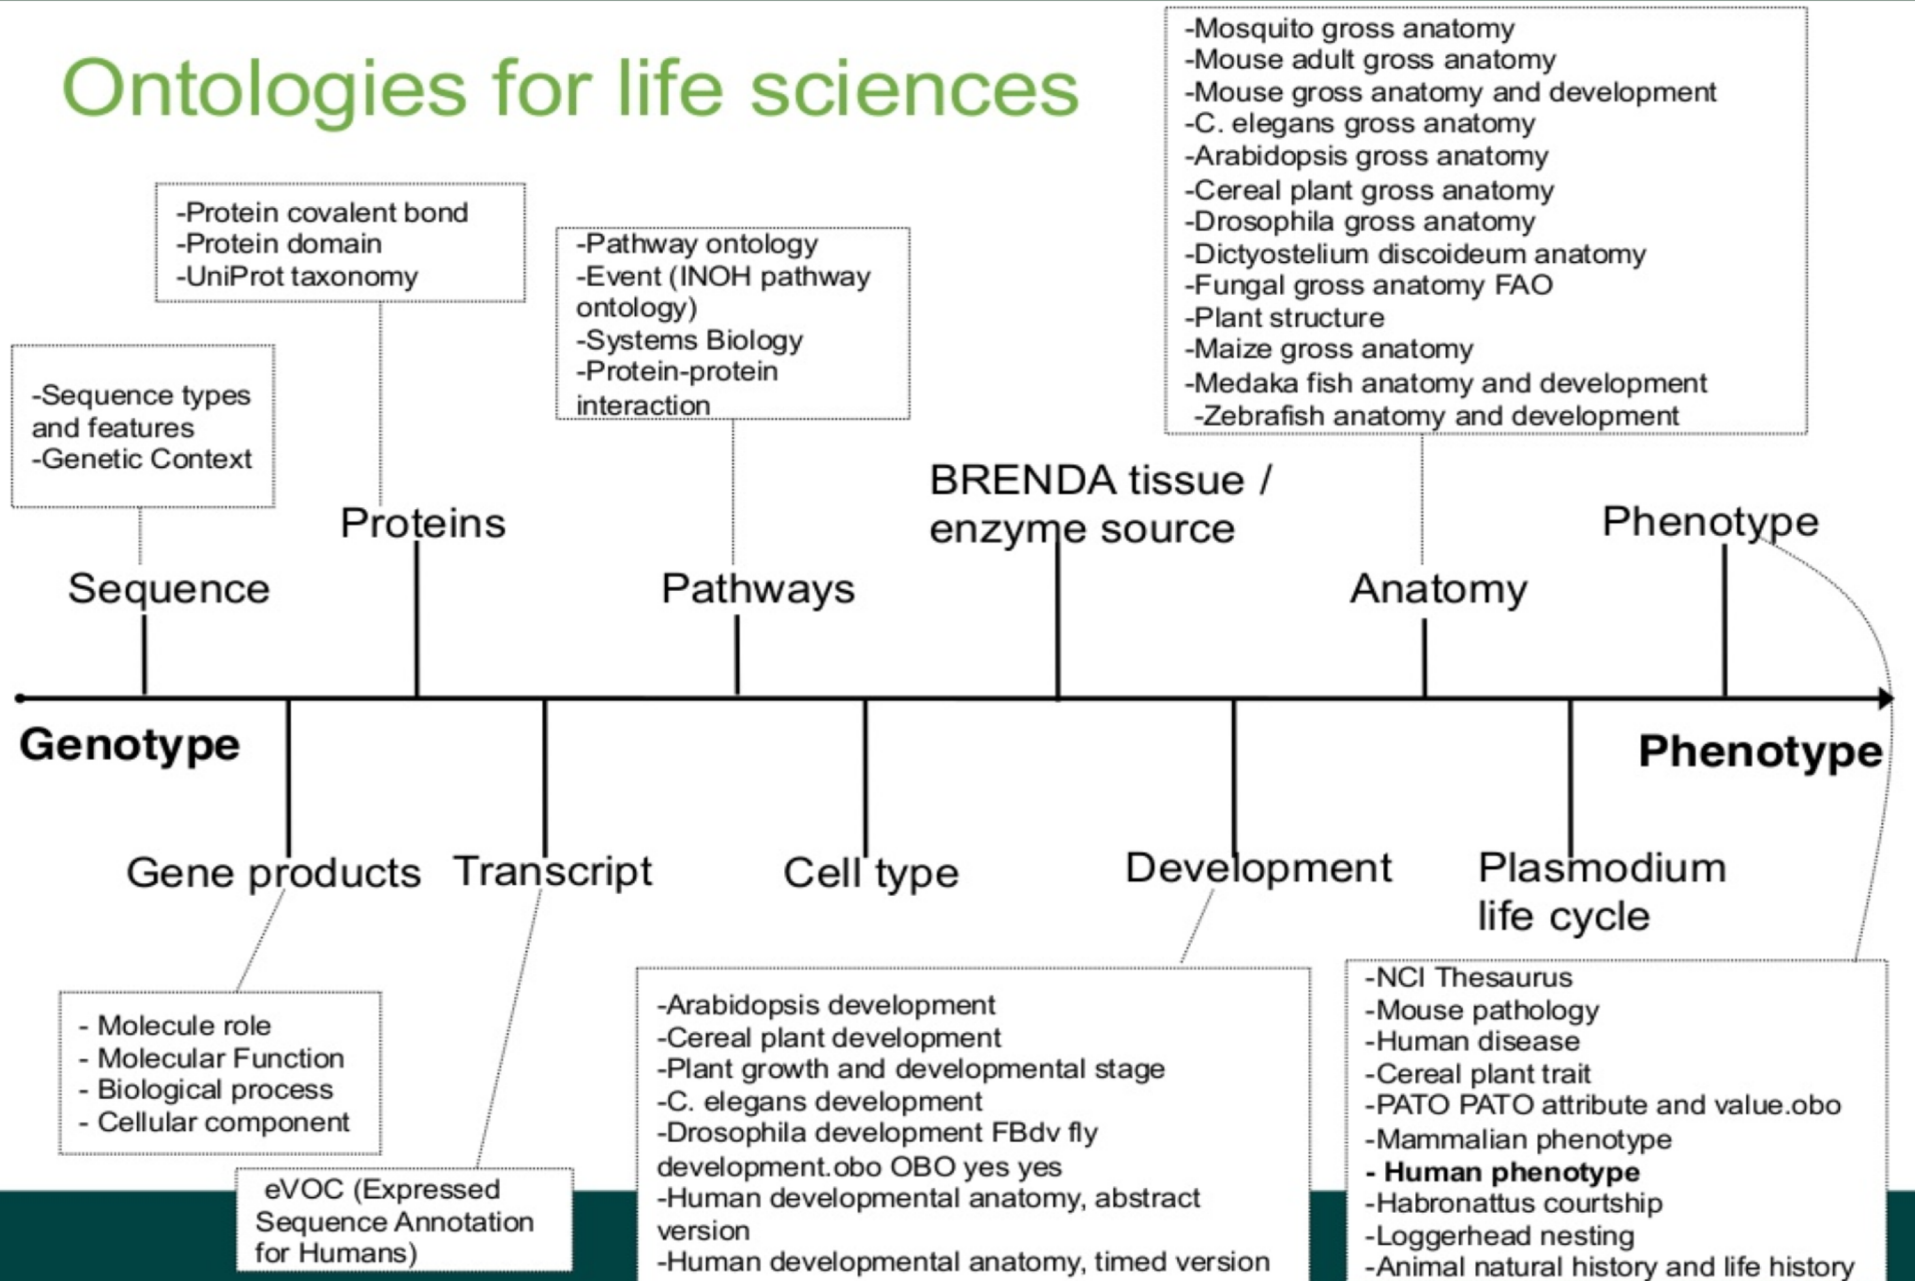 Ontologies for life sciences
-Mosquito gross anatomy
-Mouse adult gross anatomy
-Mouse gross anatomy and development
-C. elegans gross anatomy
-Arabidopsis gross anatomy
-Cereal plant gross anatomy
-Drosophila gross anatomy
-Dictyostelium discoideum anatomy
-Fungal gross anatomy FAO
-Plant structure
-Maize gross anatomy
-Medaka fish anatomy and development
-Zebrafish anatomy and development
-Protein covalent bond
-Protein domain
-UniProt taxonomy
-Pathway ontology
-Event (INOH pathway
ontology)
-Systems Biology
-Protein-protein
interaction
-Sequence types
and features
-Genetic Context
Sequence
Proteins
Pathways
BRENDA tissue /
enzyme source
Anatomy
Phenotype
Genotype
Phenotype
Gene products
Transcript
Cell type
Development
Plasmodium
life cycle
- Molecule role
- Molecular Function
- Biological process
- Cellular component
eVOC (Expressed
Sequence Annotation
for Humans)
-Arabidopsis development
-Cereal plant development
-Plant growth and developmental stage
-C. elegans development
-Drosophila development FBdv fly
development.obo OBO yes yes
-Human developmental anatomy, abstract
version
-Human developmental anatomy, timed version
-NCI Thesaurus
-Mouse pathology
-Human disease
-Cereal plant trait
-PATO PATO attribute and value.obo
-Mammalian phenotype
- Human phenotype
-Habronattus courtship
-Loggerhead nesting
-Animal natural history and life history